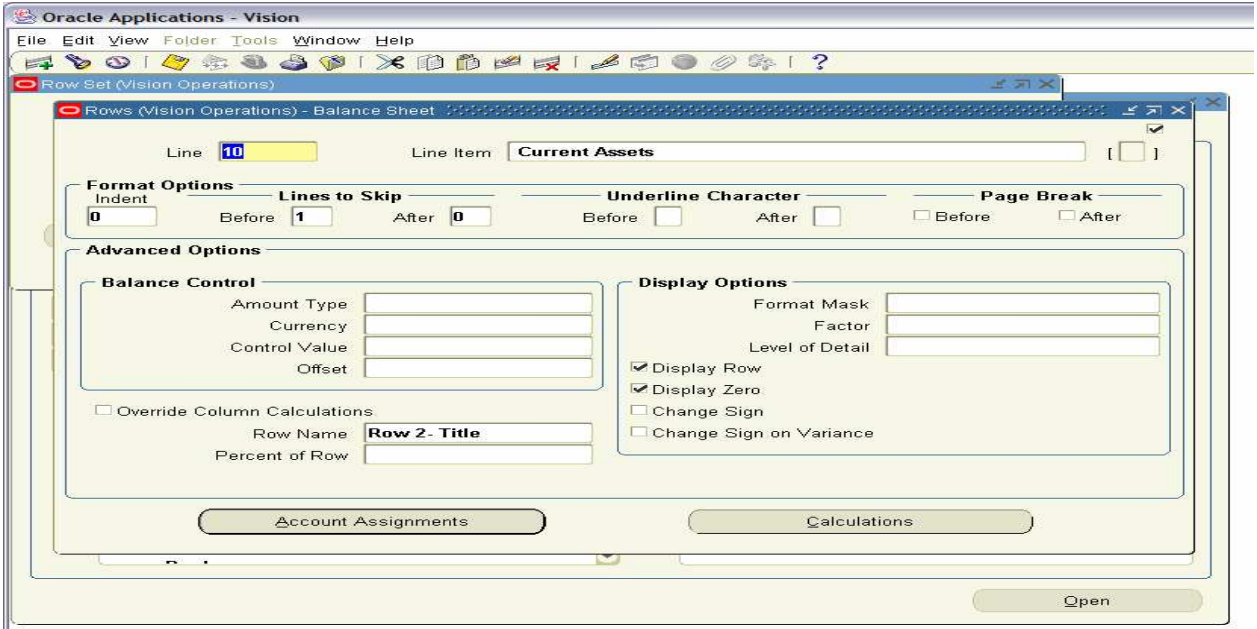 Oracle Applications - Vision
File Edit View Folder Tools Window Help
Row Set (Vision Operations)
Rows (Vision Operations) - Balance Sheet
Line 10 Line Item Current Assets [ ]
Format Options
Indent Lines to Skip Underline Character Page Break
0 Before 1 After 0 Before After Before After
Advanced Options
Balance Control Display Options
Amount Type Format Mask
Currency Factor
Control Value Level of Detail
Offset Display Row
Display Zero
Override Column Calculations Change Sign
Row Name Row 2- Title Change Sign on Variance
Percent of Row
Account Assignments Calculations
Open